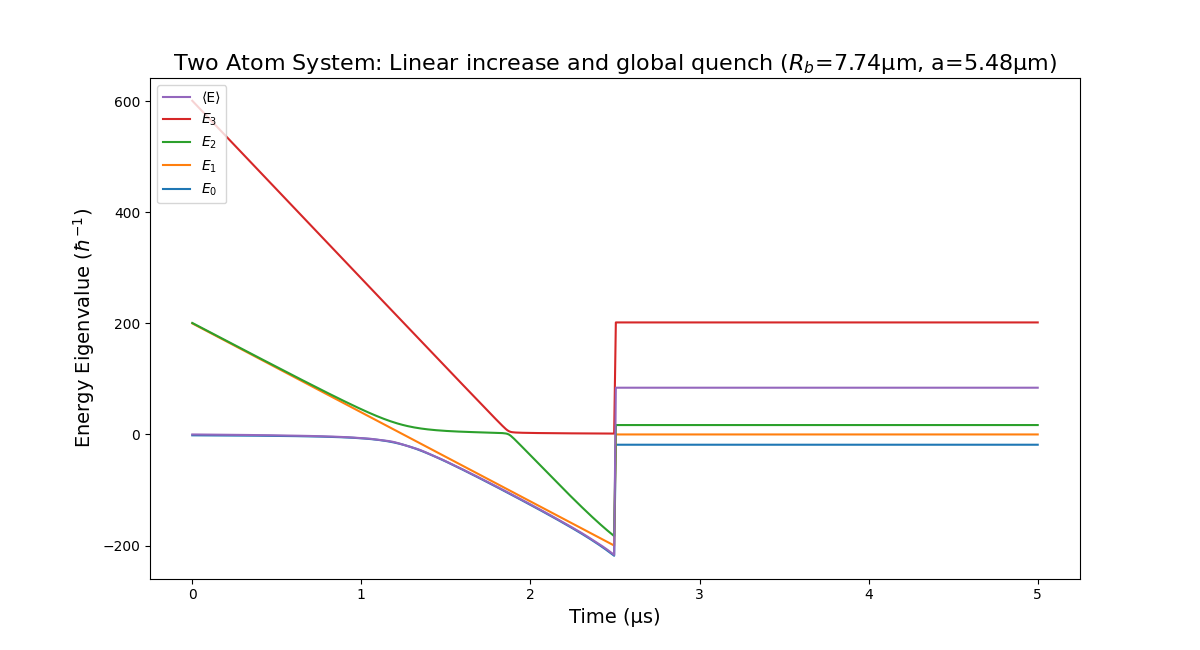 Two Atom System: Linear increase and global quench ($R_b$=7.74μm, a=5.48μm)
⟨E⟩
$E_3$
$E_2$
$E_1$
$E_0$
Energy Eigenvalue ($\hbar^{-1}$)
600
400
200
0
−200
0 1 2 3 4 5
Time (μs)